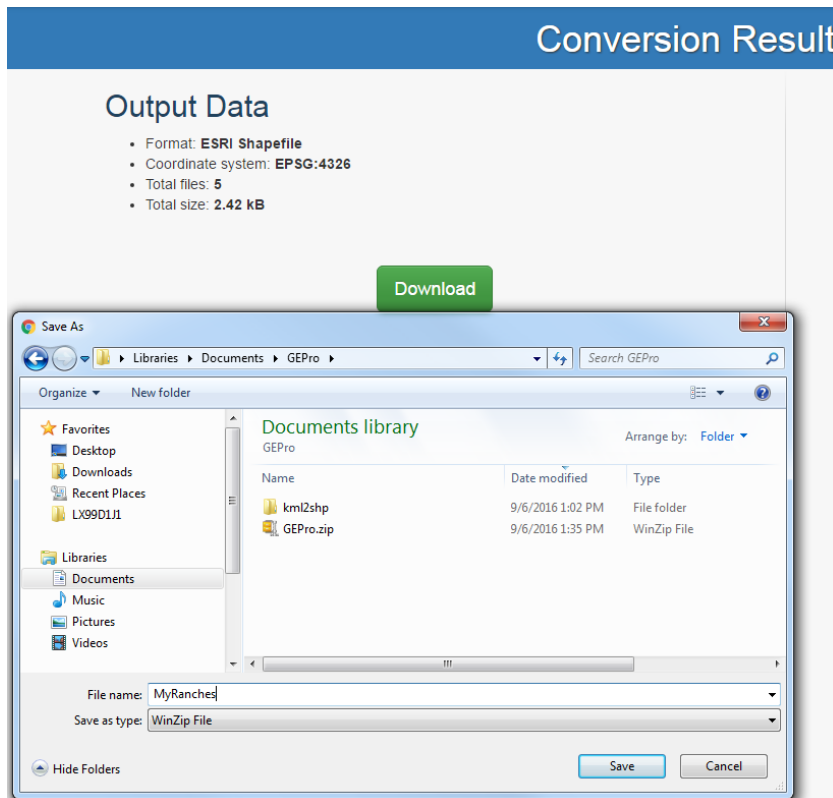 Conversion Result
Output Data
• Format: ESRI Shapefile
• Coordinate system: EPSG:4326
• Total files: 5
• Total size: 2.42 kB
Download
Save As
Libraries Documents GEPro Search GEPro
Organize New folder
Favorites
Desktop
Downloads
Recent Places
LX99D1J1
Libraries
Documents
Music
Pictures
Videos
Documents library
GEPro
Arrange by: Folder
Name Date modified Type
kml2shp 9/6/2016 1:02 PM File folder
GEPro.zip 9/6/2016 1:35 PM WinZip File
File name: MyRanches
Save as type: WinZip File
Hide Folders Save Cancel